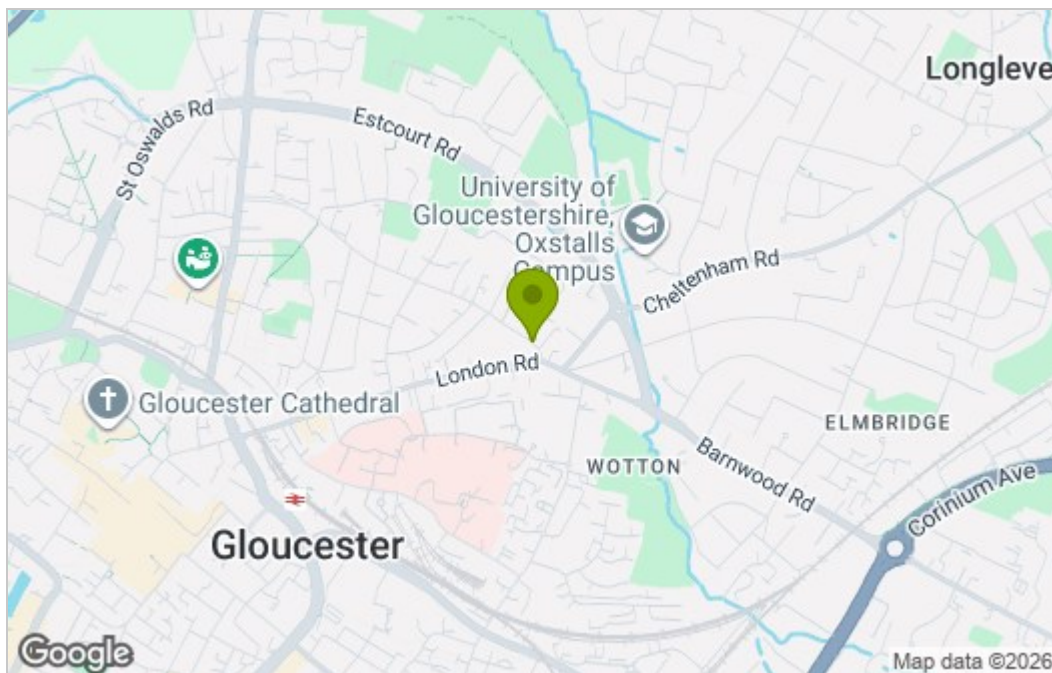 Longleve
St Oswalds Rd
Estcourt Rd
University of
Gloucestershire,
Oxstalls
Campus
Cheltenham Rd
London Rd
Gloucester Cathedral
ELMBRIDGE
WOTTON
Barnwood Rd
Corinium Ave
Gloucester
Google
Map data ©2026